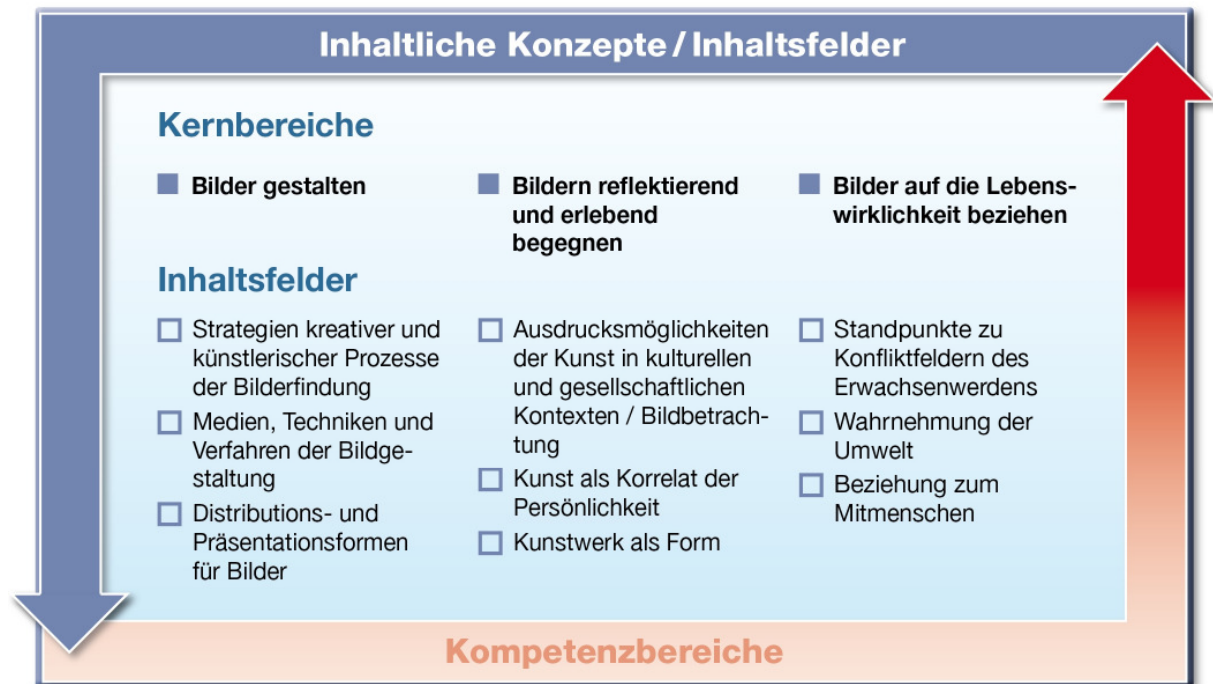 Inhaltliche Konzepte / Inhaltsfelder
Kernbereiche
Bilder gestalten
Bildern reflektierend
und erlebend
begegnen
Bilder auf die Lebens-
wirklichkeit beziehen
Inhaltsfelder
Strategien kreativer und
künstlerischer Prozesse
der Bilderfindung
Medien, Techniken und
Verfahren der Bildge-
staltung
Distributions- und
Präsentationsformen
für Bilder
Ausdrucksmöglichkeiten
der Kunst in kulturellen
und gesellschaftlichen
Kontexten / Bildbetrach-
tung
Kunst als Korrelat der
Persönlichkeit
Kunstwerk als Form
Standpunkte zu
Konfliktfeldern des
Erwachsenwerdens
Wahrnehmung der
Umwelt
Beziehung zum
Mitmenschen
Kompetenzbereiche